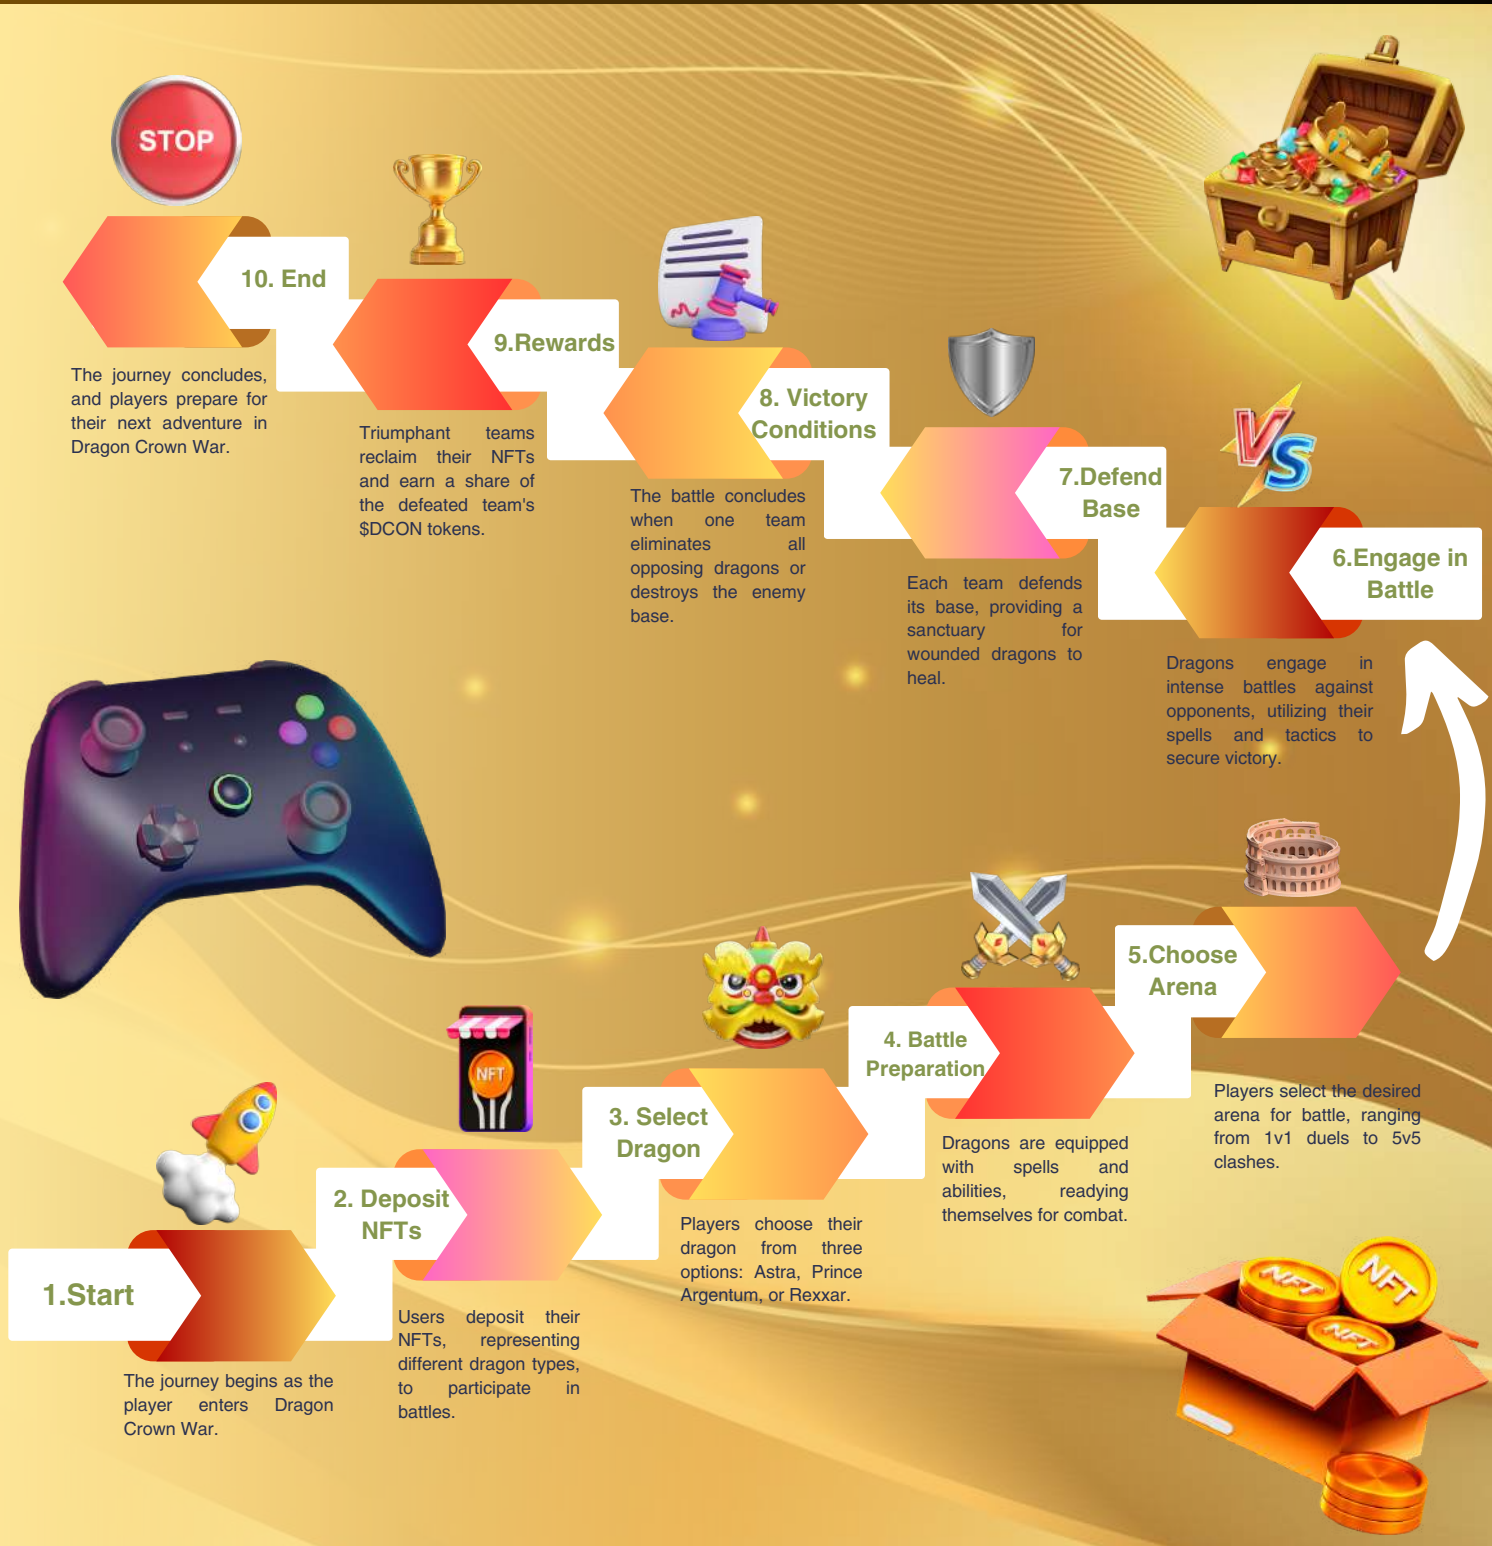 STOP
10. End
The journey concludes,
and players prepare for
their next adventure in
Dragon Crown War.
9.Rewards
Triumphant teams
reclaim their NFTs
and earn a share of
the defeated team's
$DCON tokens.
8. Victory
Conditions
The battle concludes
when one team
eliminates all
opposing dragons or
destroys the enemy
base.
7.Defend
Base
Each team defends
its base, providing a
sanctuary for
wounded dragons to
heal.
VS
6.Engage in
Battle
Dragons engage in
intense battles against
opponents, utilizing their
spells and tactics to
secure victory.
5.Choose
Arena
Players select the desired
arena for battle, ranging
from 1v1 duels to 5v5
clashes.
4. Battle
Preparation
Dragons are equipped
with spells and
abilities, readying
themselves for combat.
3. Select
Dragon
Players choose their
dragon from three
options: Astra, Prince
Argentum, or Rexxar.
NFT
2. Deposit
NFTs
Users deposit their
NFTs, representing
different dragon types,
to participate in
battles.
1.Start
The journey begins as the
player enters Dragon
Crown War.
NFT
NFT
NFT